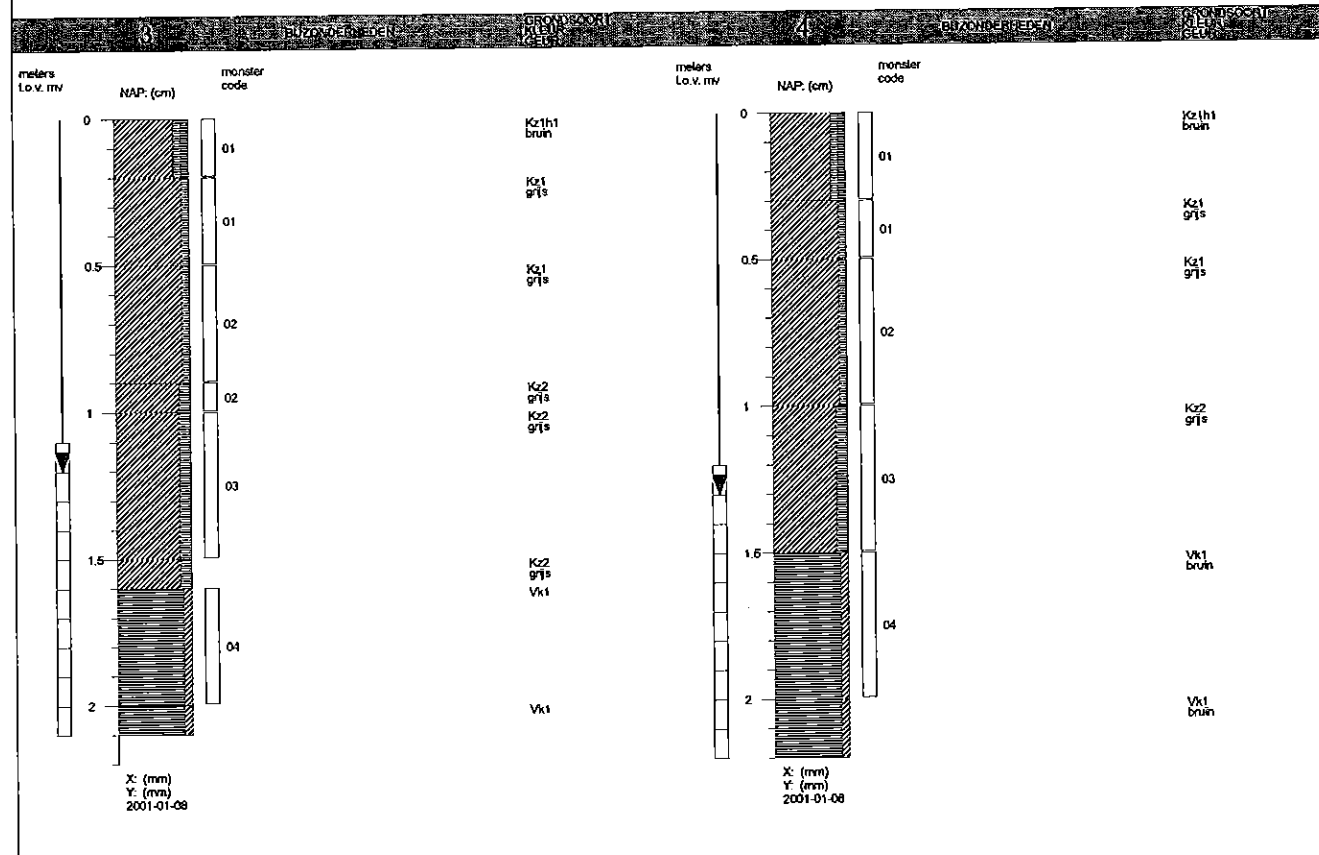 3 BIJZONDERHEDEN GRONDSOORT
KLEUR
GEUR
meters
t.o.v. mv
NAP: (cm)
monster
code
0
0.5
1
1.5
2
01
01
02
02
03
04
Kz1h1
bruin
Kz1
grijs
Kz1
grijs
Kz2
grijs
Kz2
grijs
Kz2
grijs
Vk1
Vk1
X: (mm)
Y: (mm)
2001-01-08
4 BIJZONDERHEDEN GRONDSOORT
KLEUR
GEUR
meters
t.o.v. mv
NAP: (cm)
monster
code
0
0.5
1
1.5
2
01
01
02
03
04
Kz1h1
bruin
Kz1
grijs
Kz1
grijs
Kz2
grijs
Vk1
bruin
Vk1
bruin
X: (mm)
Y: (mm)
2001-01-08